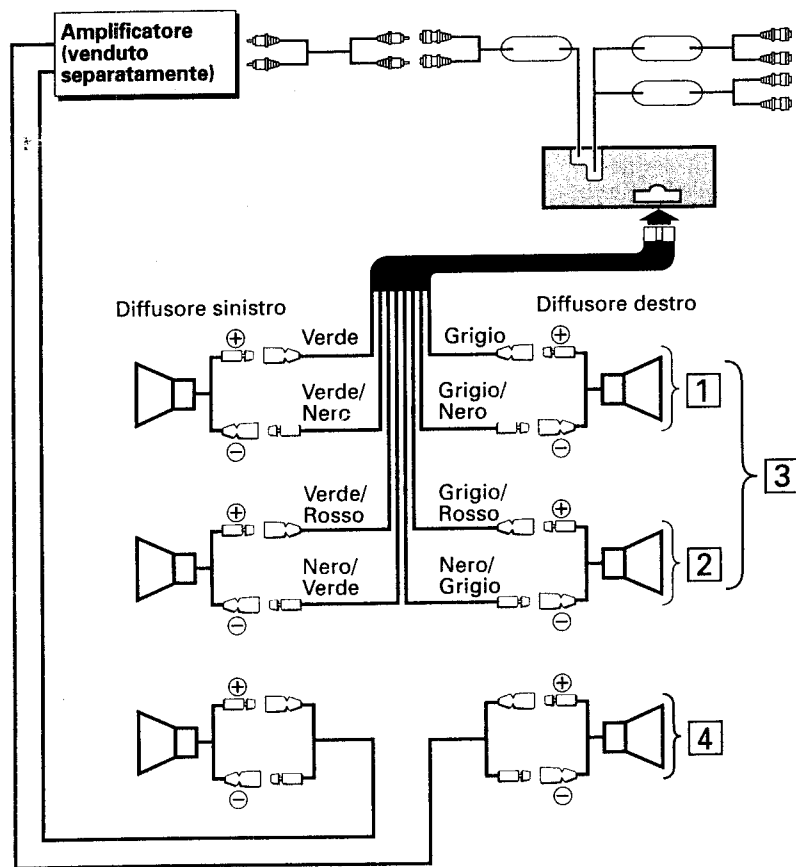 Amplificatore
(venduto
separatamente)
Diffusore sinistro
Diffusore destro
⊕
Verde
Grigio
⊕
1
Verde/
Nero
Grigio/
Nero
⊖
⊖
3
⊕
Verde/
Rosso
Grigio/
Rosso
⊕
2
Nero/
Verde
Nero/
Grigio
⊖
⊖
⊕
⊕
4
⊖
⊖